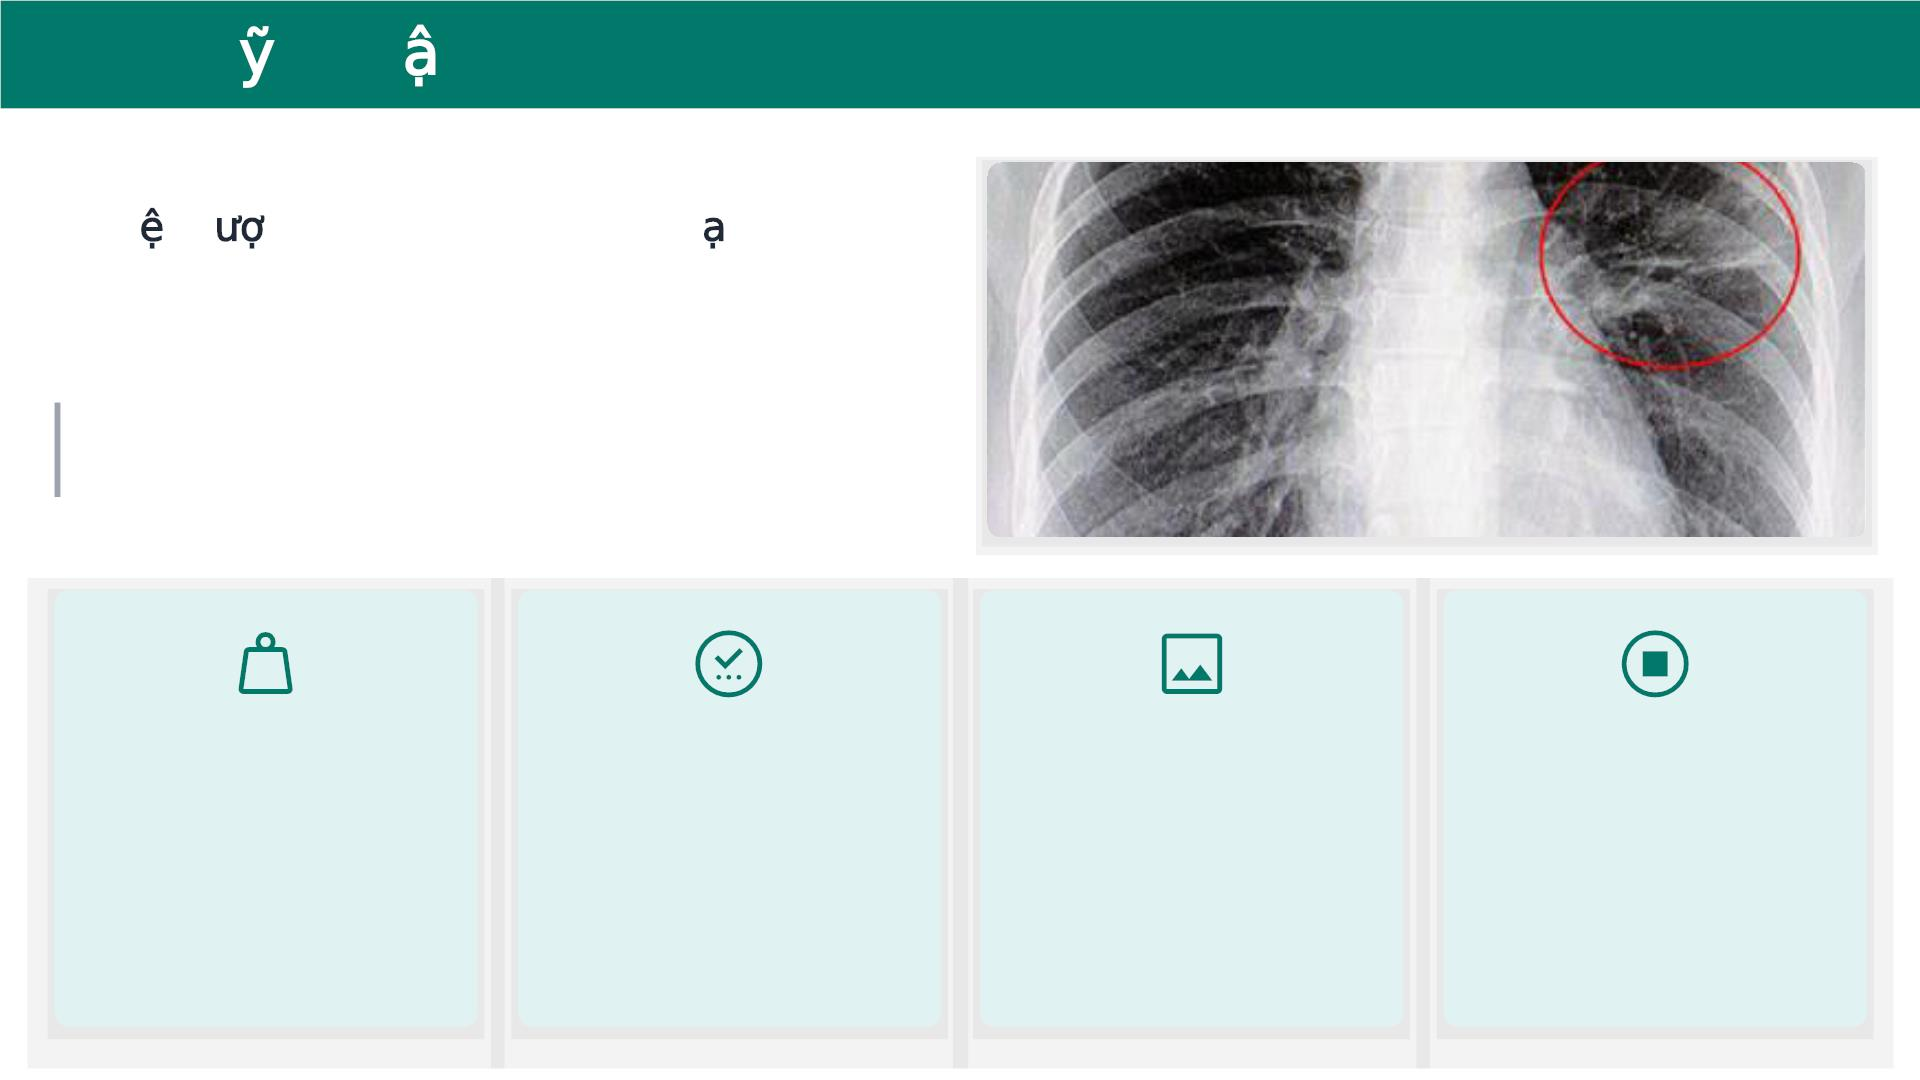 ỹ ậ
ệ ượ ạ